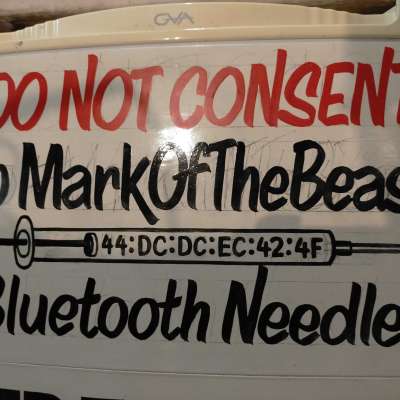 GVA
DO NOT CONSENT
MarkOfTheBeas
44:DC:DC:EC:42:4F
Bluetooth Needle